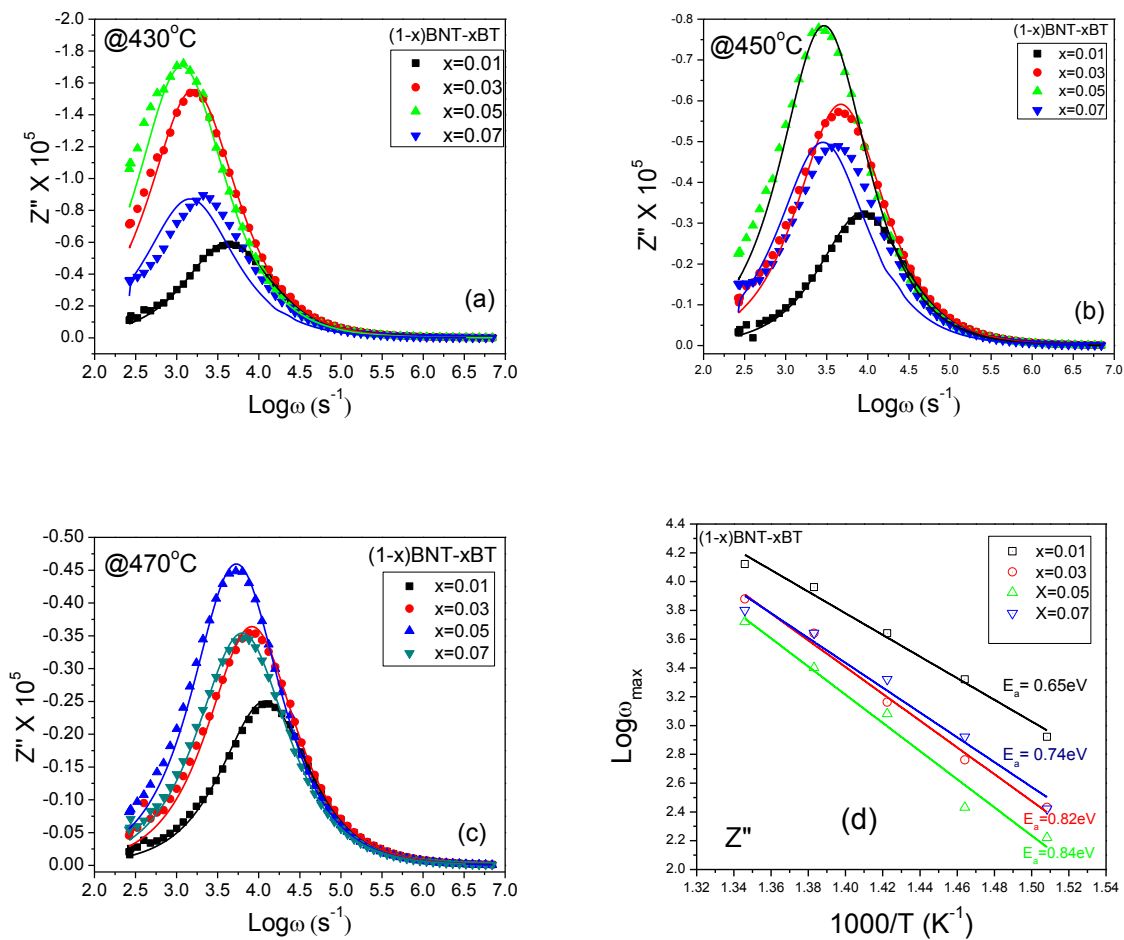 @430°C
(1-x)BNT-xBT
x=0.01
x=0.03
x=0.05
x=0.07
-2.0
-1.8
-1.6
-1.4
-1.2
-1.0
-0.8
-0.6
-0.4
-0.2
0.0
Z'' X 10⁵
(a)
2.0 2.5 3.0 3.5 4.0 4.5 5.0 5.5 6.0 6.5 7.0
Logω (s⁻¹)
@450°C
(1-x)BNT-xBT
x=0.01
x=0.03
x=0.05
x=0.07
-0.8
-0.7
-0.6
-0.5
-0.4
-0.3
-0.2
-0.1
0.0
Z'' X 10⁵
(b)
2.0 2.5 3.0 3.5 4.0 4.5 5.0 5.5 6.0 6.5 7.0
Logω (s⁻¹)
@470°C
(1-x)BNT-xBT
x=0.01
x=0.03
x=0.05
x=0.07
-0.50
-0.45
-0.40
-0.35
-0.30
-0.25
-0.20
-0.15
-0.10
-0.05
0.00
Z'' X 10⁵
(c)
2.0 2.5 3.0 3.5 4.0 4.5 5.0 5.5 6.0 6.5 7.0
Logω (s⁻¹)
(1-x)BNT-xBT
x=0.01
x=0.03
X=0.05
X=0.07
4.4
4.2
4.0
3.8
3.6
3.4
3.2
3.0
2.8
2.6
2.4
2.2
2.0
Logωₘₐₓ
Eₐ= 0.65eV
Eₐ= 0.74eV
Eₐ=0.82eV
Eₐ=0.84eV
Z''
(d)
1.32 1.34 1.36 1.38 1.40 1.42 1.44 1.46 1.48 1.50 1.52 1.54
1000/T (K⁻¹)